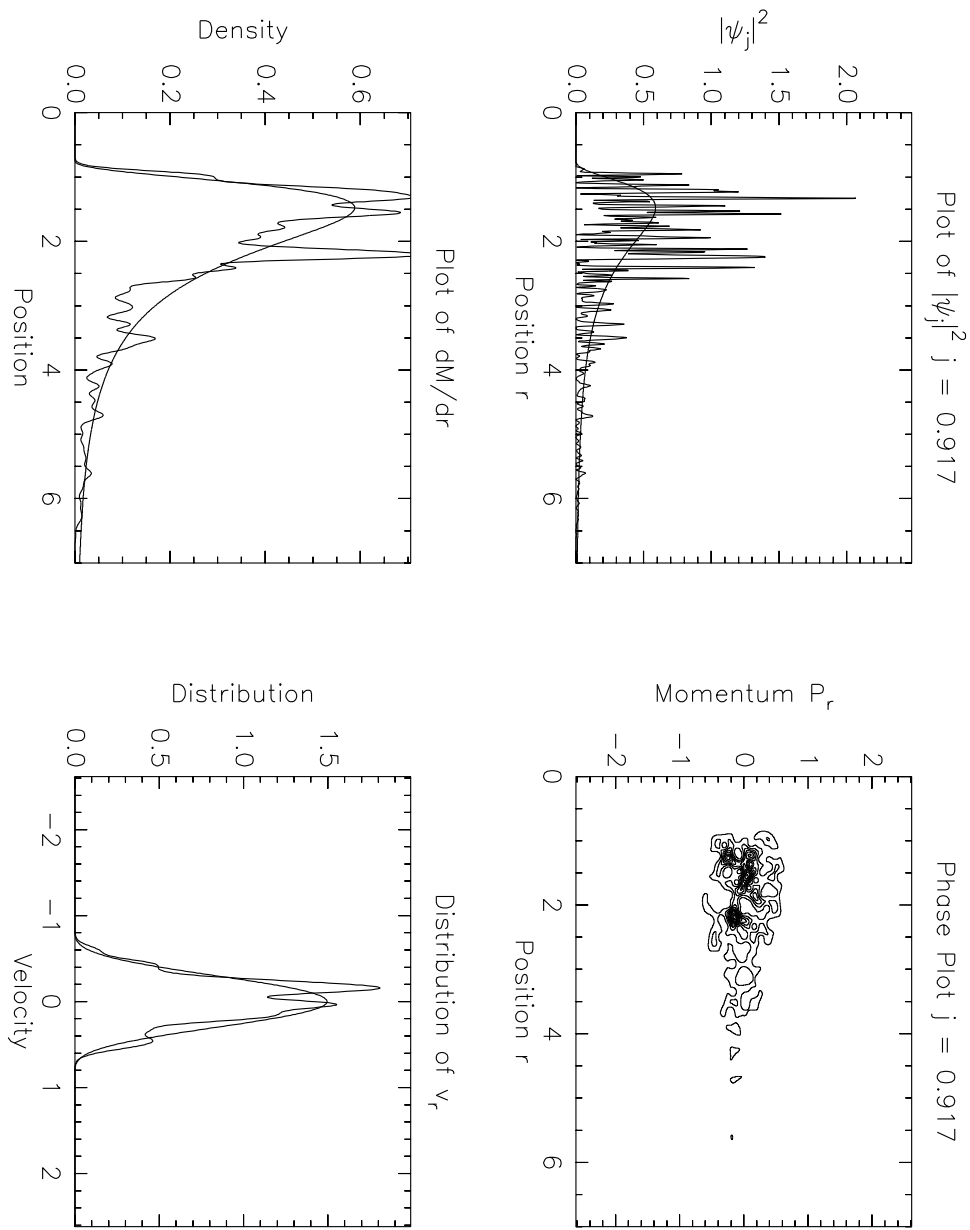 Plot of |ψj|² j = 0.917
|ψj|²
2.0
1.0
0.5
0.0
0 2 4 6
Position r
Phase Plot j = 0.917
Momentum Pr
2
1
0
−1
−2
0 2 4 6
Position r
Plot of dM/dr
Density
0.6
0.4
0.2
0.0
0 2 4 6
Position
Distribution of vr
Distribution
1.5
1.0
0.5
0.0
−2 −1 0 1 2
Velocity